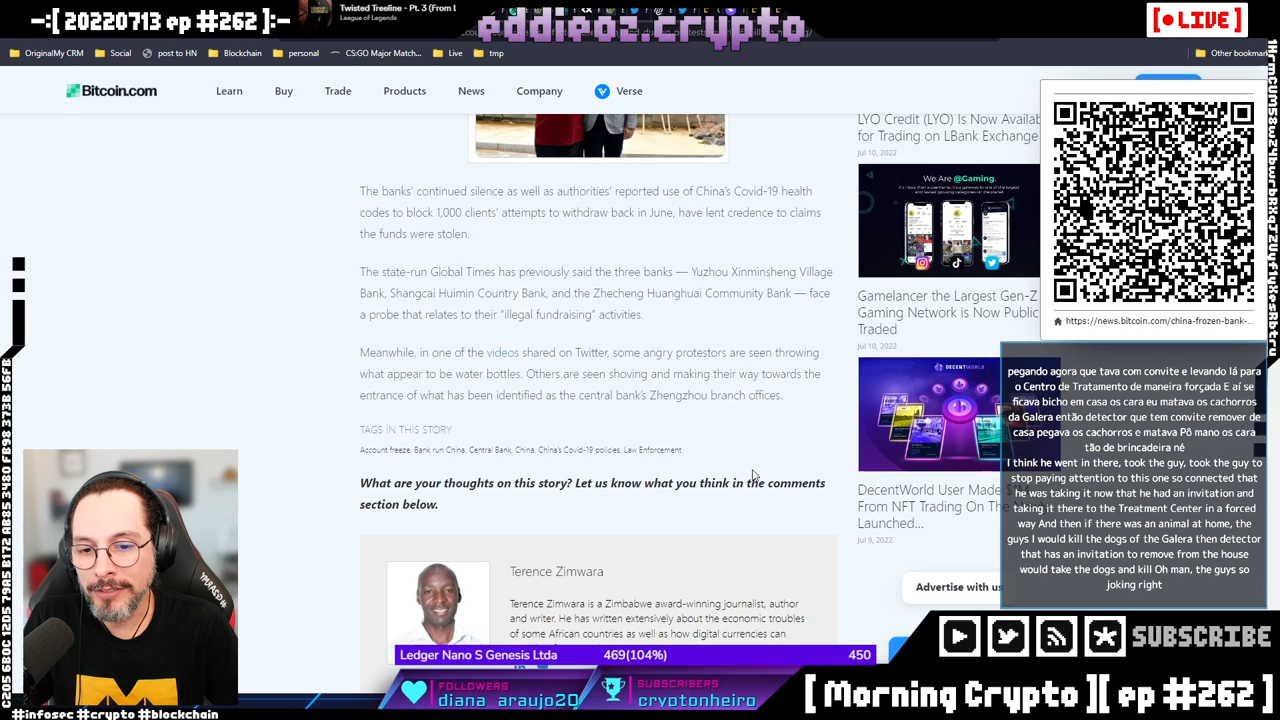 -:[ 20220713 ep #262 ]:-
Twisted Treeline - Pt. 3 (From L
League of Legends
eddieoz.crypto
[● LIVE]
OriginalMy CRM
Social
post to HN
Blockchain
personal
CS:GO Major Match...
Live
tmp
Other bookmar
Bitcoin.com
Learn
Buy
Trade
Products
News
Company
Verse
The banks' continued silence as well as authorities' reported use of China's Covid-19 health
codes to block 1,000 clients' attempts to withdraw back in June, have lent credence to claims
the funds were stolen.
The state-run Global Times has previously said the three banks — Yuzhou Xinminsheng Village
Bank, Shangcai Huimin Country Bank, and the Zhecheng Huanghuai Community Bank — face
a probe that relates to their "illegal fundraising" activities.
Meanwhile, in one of the videos shared on Twitter, some angry protestors are seen throwing
what appear to be water bottles. Others are seen shoving and making their way towards the
entrance of what has been identified as the central bank's Zhengzhou branch offices.
TAGS IN THIS STORY
Account freeze, Bank run China, Central Bank, China, China's Covid-19 policies, Law Enforcement
What are your thoughts on this story? Let us know what you think in the comments
section below.
Terence Zimwara
Terence Zimwara is a Zimbabwe award-winning journalist, author
and writer. He has written extensively about the economic troubles
of some African countries as well as how digital currencies can
LYO Credit (LYO) Is Now Availab
for Trading on LBank Exchange
Jul 10, 2022
We Are @Gaming.
Gamelancer the Largest Gen-Z
Gaming Network is Now Public
Traded
Jul 10, 2022
DECENTWORLD
DecentWorld User Made $
From NFT Trading On The
Launched...
Jul 9, 2022
Advertise with us
https://news.bitcoin.com/china-frozen-bank-...
pegando agora que tava com convite e levando lá para
o Centro de Tratamento de maneira forçada E aí se
ficava bicho em casa os cara eu matava os cachorros
da Galera então detector que tem convite remover de
casa pegava os cachorros e matava Pô mano os cara
tão de brincadeira né
I think he went in there, took the guy, took the guy to
stop paying attention to this one so connected that
he was taking it now that he had an invitation and
taking it there to the Treatment Center in a forced
way And then if there was an animal at home, the
guys I would kill the dogs of the Galera then detector
that has an invitation to remove from the house
would take the dogs and kill Oh man, the guys so
joking right
Ledger Nano S Genesis Ltda
469(104%)
450
FOLLOWERS
diana_araujo20
SUBSCRIBERS
cryptonheiro
SUBSCRIBE
[ Morning Crypto ][ ep #262 ]
#infosec #crypto #blockchain